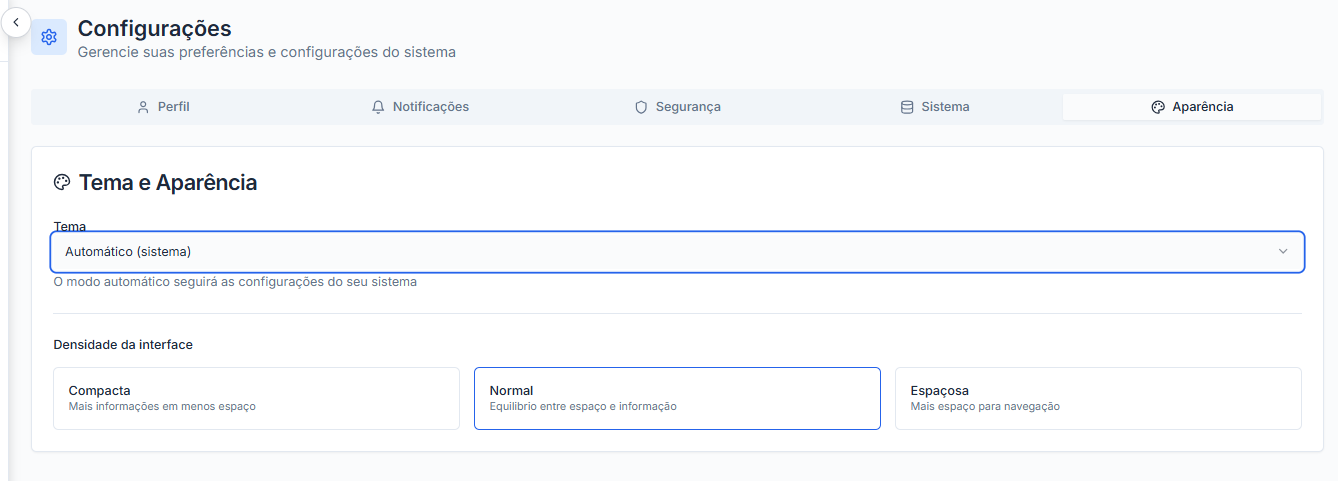 Configurações
Gerencie suas preferências e configurações do sistema
Perfil
Notificações
Segurança
Sistema
Aparência
Tema e Aparência
Tema
Automático (sistema)
O modo automático seguirá as configurações do seu sistema
Densidade da interface
Compacta
Mais informações em menos espaço
Normal
Equilibrio entre espaço e informação
Espaçosa
Mais espaço para navegação